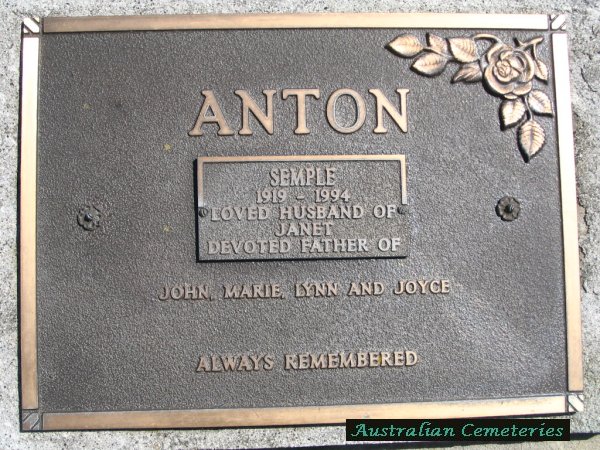 ANTON
SEMPLE
1919 - 1994
LOVED HUSBAND OF
JANET
DEVOTED FATHER OF
JOHN, MARIE, LYNN AND JOYCE
ALWAYS REMEMBERED
Australian Cemeteries